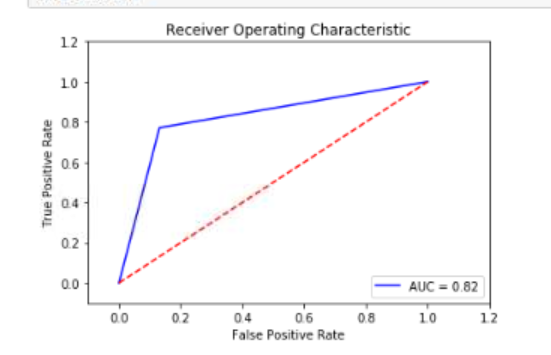 Receiver Operating Characteristic
1.2
1.0
0.8
0.6
0.4
0.2
0.0
True Positive Rate
AUC = 0.82
0.0 0.2 0.4 0.6 0.8 1.0 1.2
False Positive Rate